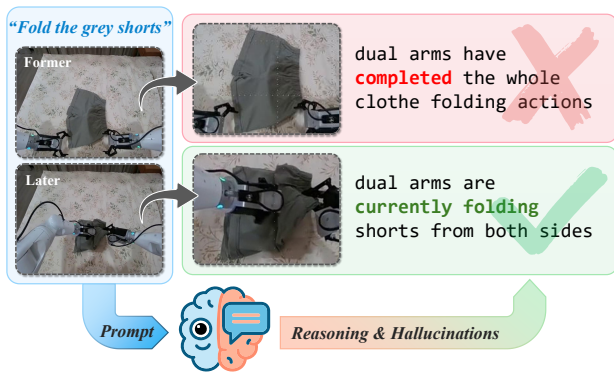 “Fold the grey shorts”
Former
dual arms have
completed the whole
clothe folding actions
Later
dual arms are
currently folding
shorts from both sides
Prompt
Reasoning & Hallucinations